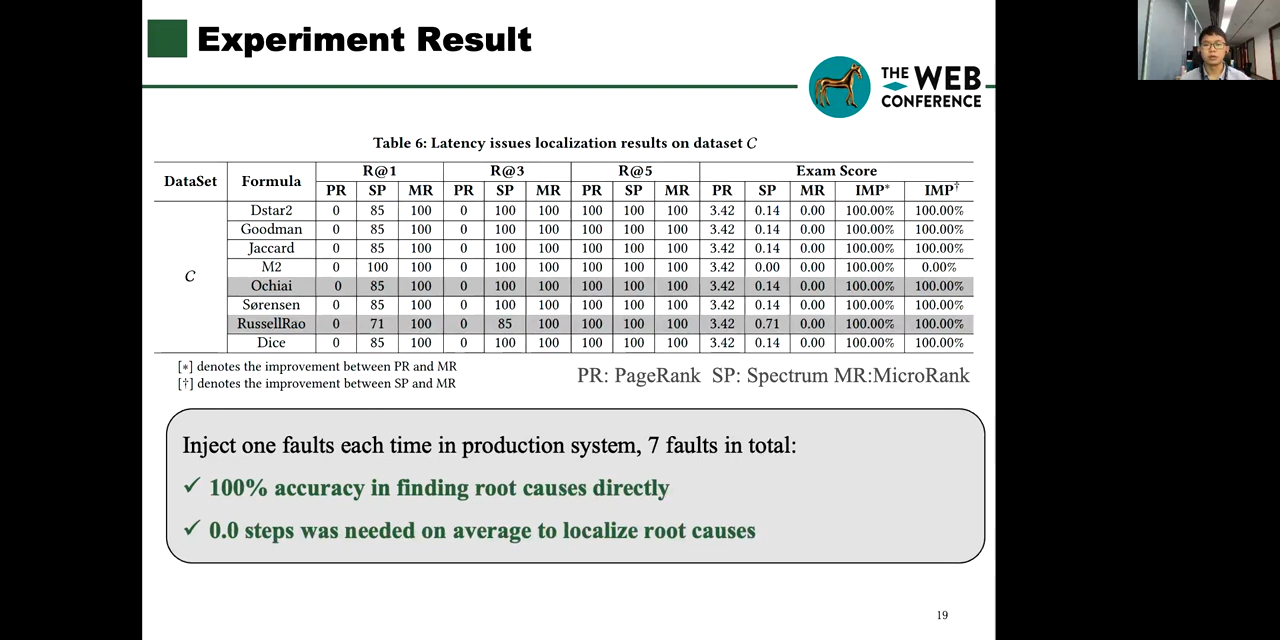 Experiment Result
THE WEB
CONFERENCE
Table 6: Latency issues localization results on dataset C
DataSet Formula R@1 R@3 R@5 Exam Score
PR SP MR PR SP MR PR SP MR PR SP MR IMP* IMP†
C
Dstar2 0 85 100 0 100 100 100 100 100 3.42 0.14 0.00 100.00% 100.00%
Goodman 0 85 100 0 100 100 100 100 100 3.42 0.14 0.00 100.00% 100.00%
Jaccard 0 85 100 0 100 100 100 100 100 3.42 0.14 0.00 100.00% 100.00%
M2 0 100 100 0 100 100 100 100 100 3.42 0.00 0.00 100.00% 0.00%
Ochiai 0 85 100 0 100 100 100 100 100 3.42 0.14 0.00 100.00% 100.00%
Sørensen 0 85 100 0 100 100 100 100 100 3.42 0.14 0.00 100.00% 100.00%
RussellRao 0 71 100 0 85 100 100 100 100 3.42 0.71 0.00 100.00% 100.00%
Dice 0 85 100 0 100 100 100 100 100 3.42 0.14 0.00 100.00% 100.00%
[*] denotes the improvement between PR and MR
[†] denotes the improvement between SP and MR
PR: PageRank SP: Spectrum MR:MicroRank
Inject one faults each time in production system, 7 faults in total:
✓ 100% accuracy in finding root causes directly
✓ 0.0 steps was needed on average to localize root causes
19